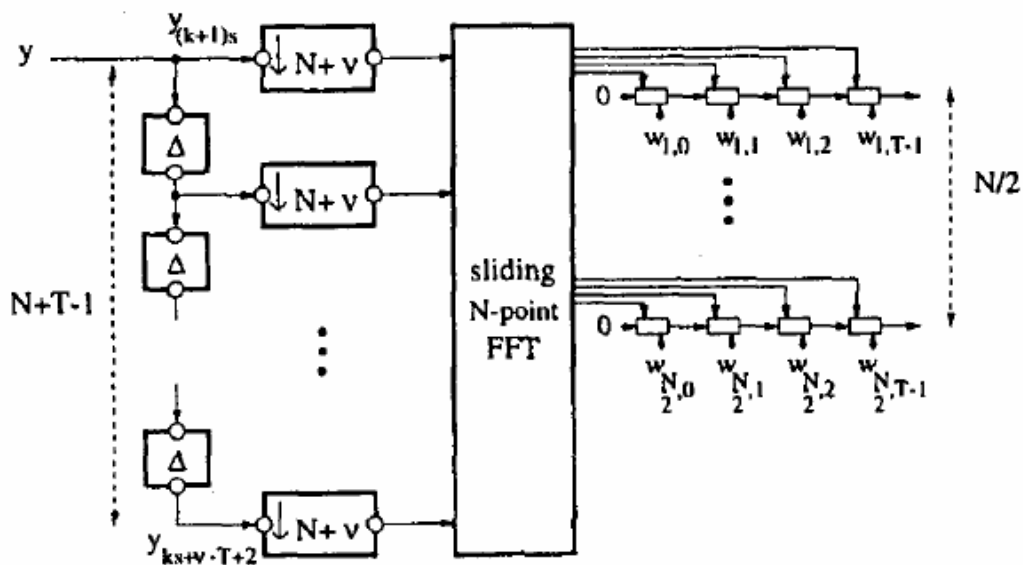 y
y(k+1)s
↓ N+ ν
Δ
↓ N+ ν
Δ
N+T-1
Δ
↓ N+ ν
yks+ν-T+2
sliding
N-point
FFT
0
w1,0 w1,1 w1,2 w1,T-1
N/2
0
wN/2,0 wN/2,1 wN/2,2 wN/2,T-1